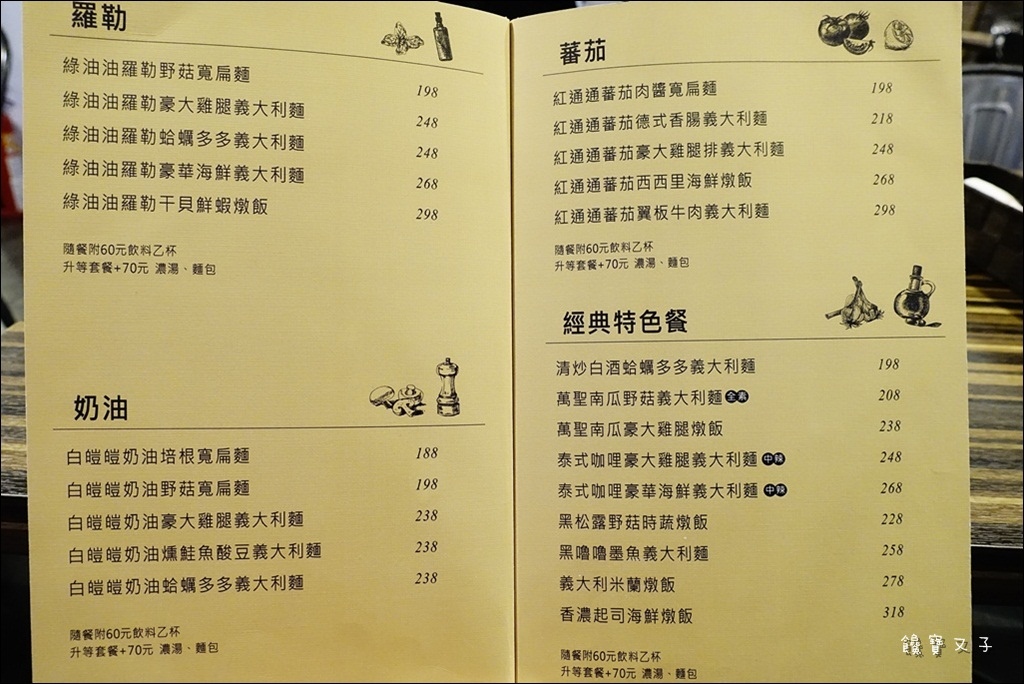 羅勒
綠油油羅勒野菇寬扁麵 198
綠油油羅勒豪大雞腿義大利麵 248
綠油油羅勒蛤蠣多多義大利麵 248
綠油油羅勒豪華海鮮義大利麵 268
綠油油羅勒干貝鮮蝦燉飯 298
隨餐附60元飲料乙杯
升等套餐+70元 濃湯、麵包
奶油
白皚皚奶油培根寬扁麵 188
白皚皚奶油野菇寬扁麵 198
白皚皚奶油豪大雞腿義大利麵 238
白皚皚奶油燻鮭魚酸豆義大利麵 238
白皚皚奶油蛤蠣多多義大利麵 238
隨餐附60元飲料乙杯
升等套餐+70元 濃湯、麵包
蕃茄
紅通通蕃茄肉醬寬扁麵 198
紅通通蕃茄德式香腸義大利麵 218
紅通通蕃茄豪大雞腿排義大利麵 248
紅通通蕃茄西西里海鮮燉飯 268
紅通通蕃茄翼板牛肉義大利麵 298
隨餐附60元飲料乙杯
升等套餐+70元 濃湯、麵包
經典特色餐
清炒白酒蛤蠣多多義大利麵 198
萬聖南瓜野菇義大利麵 全素 208
萬聖南瓜豪大雞腿燉飯 238
泰式咖哩豪大雞腿義大利麵 中辣 248
泰式咖哩豪華海鮮義大利麵 中辣 268
黑松露野菇時蔬燉飯 228
黑嚕嚕墨魚義大利麵 258
義大利米蘭燉飯 278
香濃起司海鮮燉飯 318
隨餐附60元飲料乙杯
升等套餐+70元 濃湯、麵包
饞寶ㄡ子